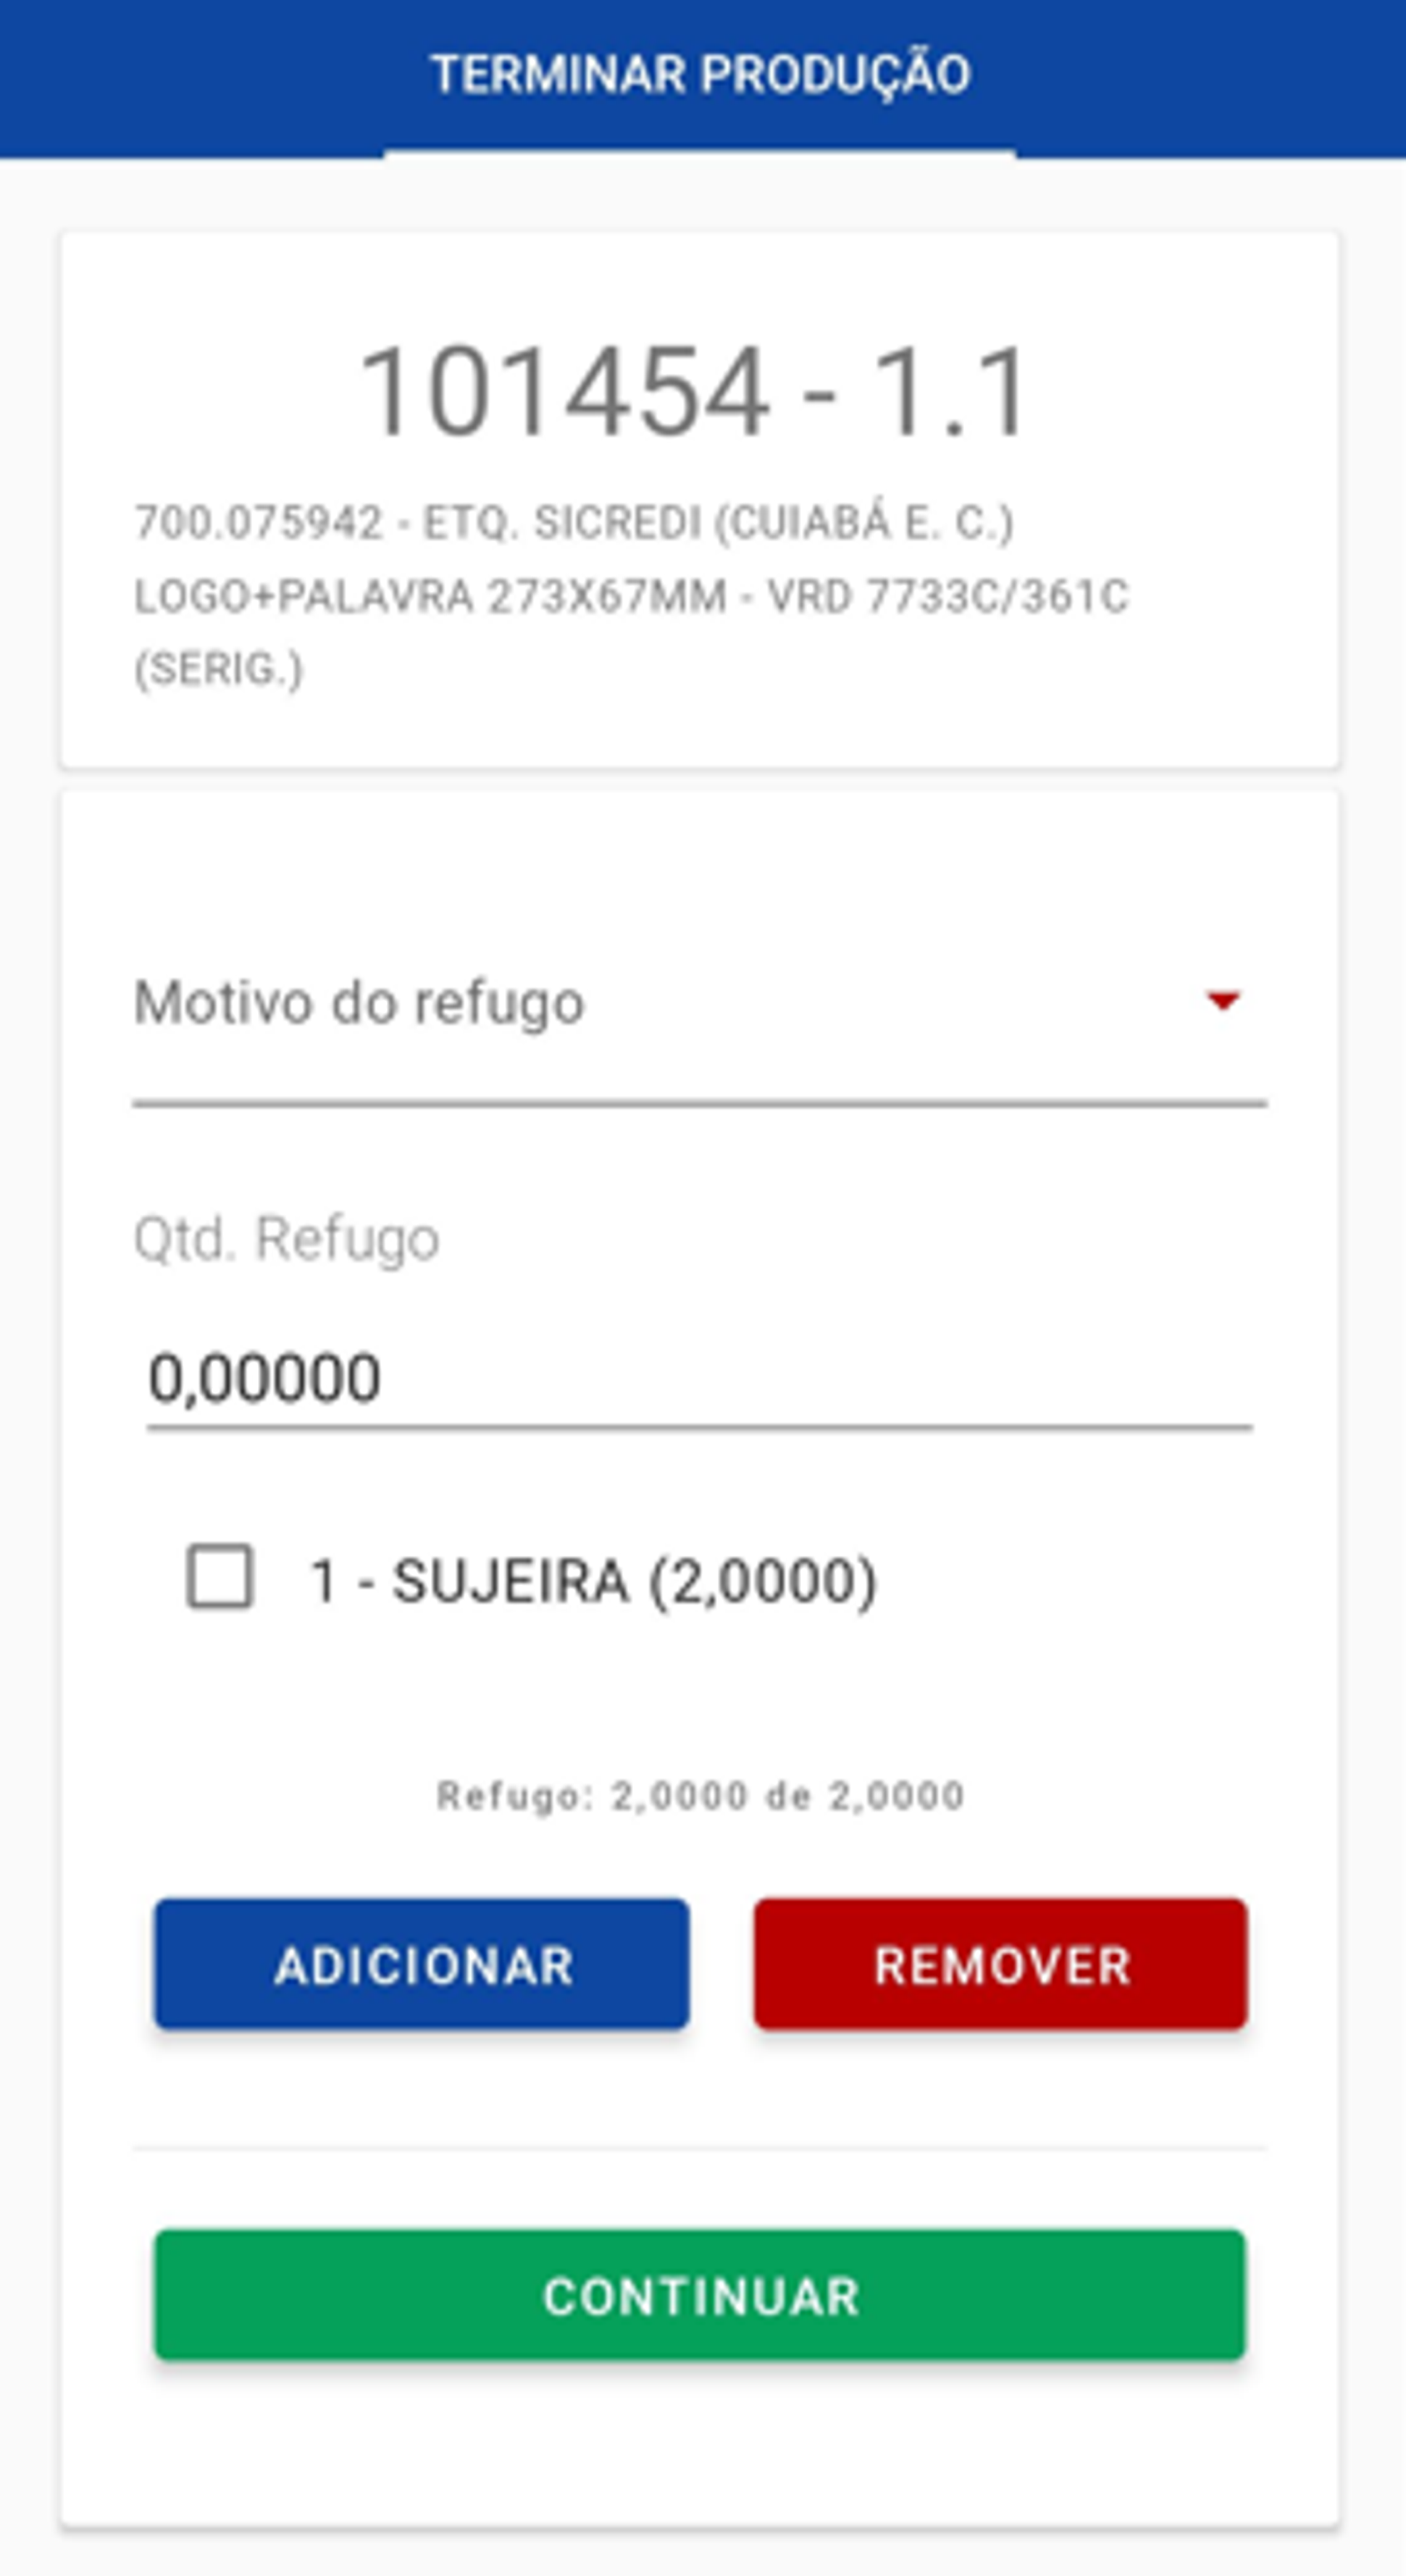 TERMINAR PRODUÇÃO
101454 - 1.1
700.075942 - ETQ. SICREDI (CUIABÁ E. C.)
LOGO+PALAVRA 273X67MM - VRD 7733C/361C
(SERIG.)
Motivo do refugo
Qtd. Refugo
0,00000
1 - SUJEIRA (2,0000)
Refugo: 2,0000 de 2,0000
ADICIONAR REMOVER
CONTINUAR